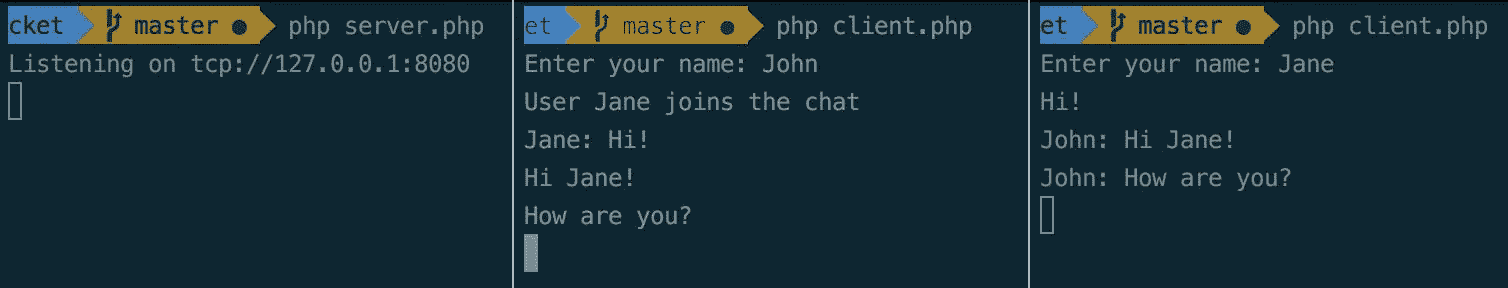 cket master ● php server.php
Listening on tcp://127.0.0.1:8080
et master ● php client.php
Enter your name: John
User Jane joins the chat
Jane: Hi!
Hi Jane!
How are you?
et master ● php client.php
Enter your name: Jane
Hi!
John: Hi Jane!
John: How are you?